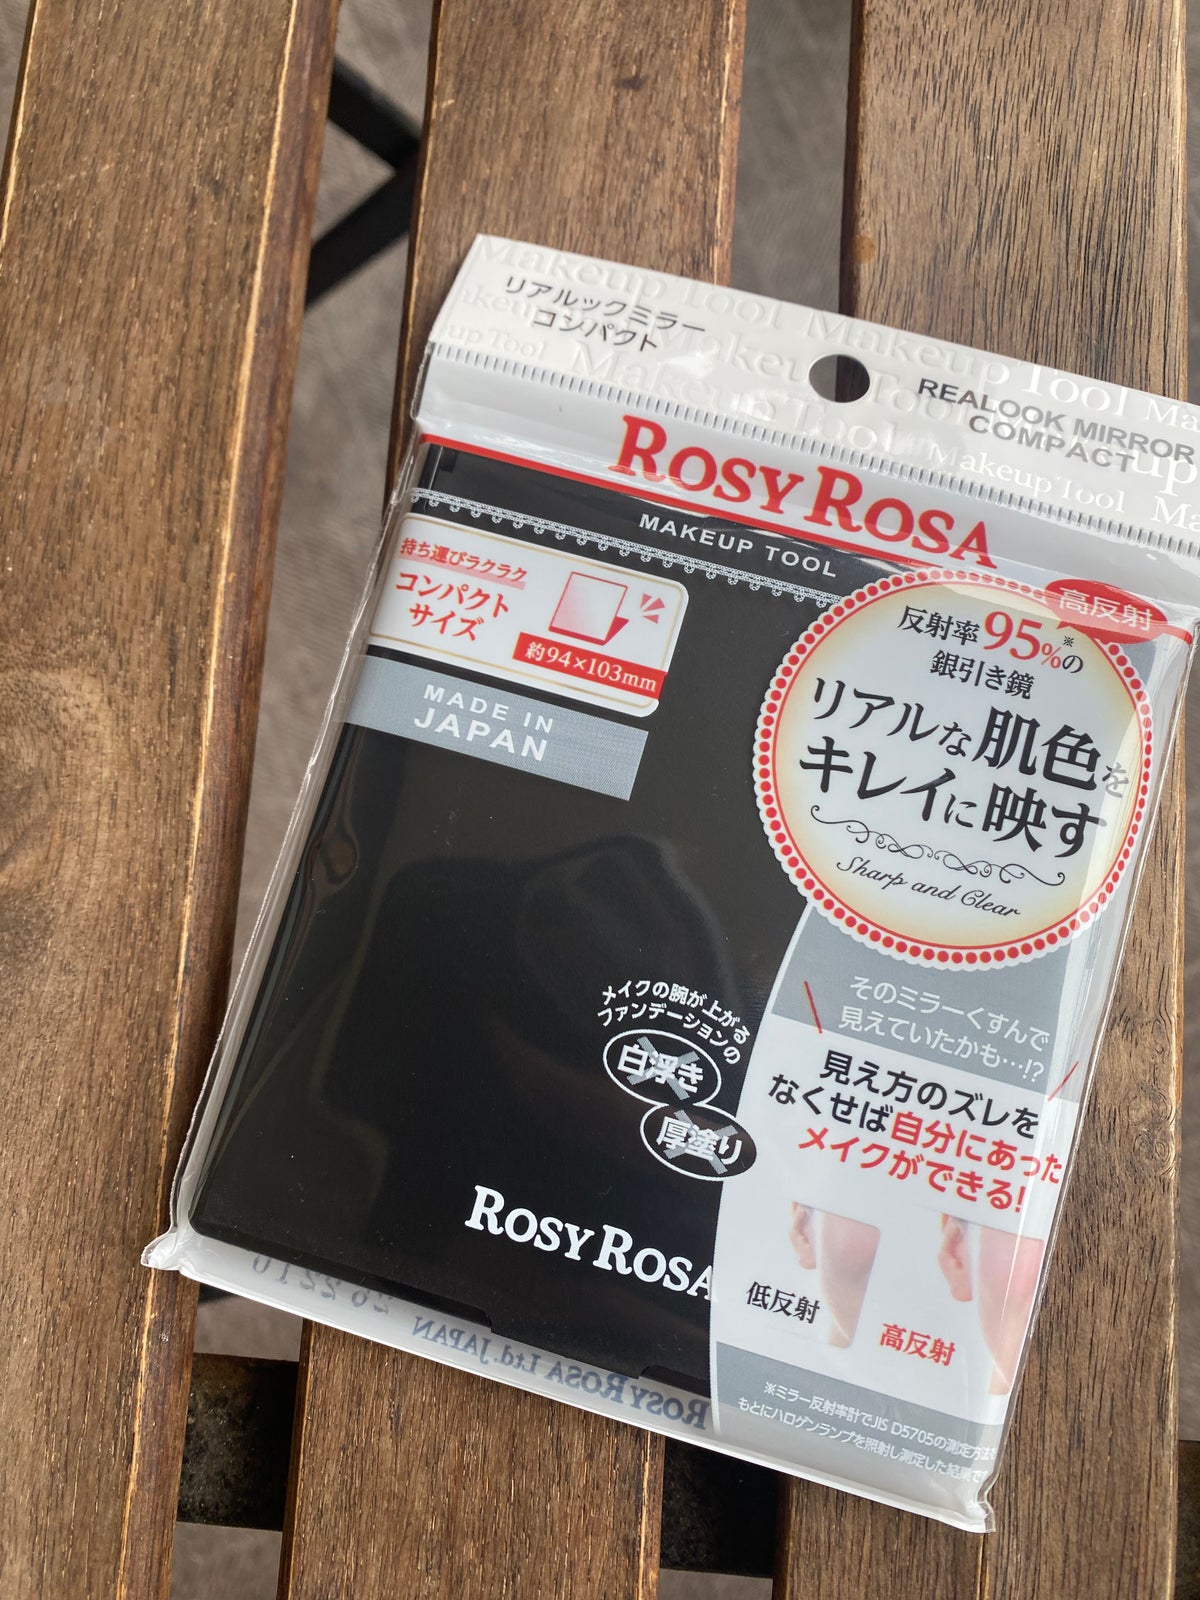 リアルックミラー
コンパクト
REALOOK MIRROR
COMPACT
Makeup Tool Makeup Tool
ROSY ROSA
MAKEUP TOOL
持ち運びラクラク
コンパクト
サイズ
約94×103mm
MADE IN
JAPAN
高反射
反射率95%※の
銀引き鏡
リアルな肌色を
キレイに映す
Sharp and Clear
そのミラーくすんで
見えていたかも…!?
見え方のズレを
なくせば自分にあった
メイクができる!
メイクの腕が上がる
ファンデーションの
白浮き
厚塗り
ROSY ROSA
低反射
高反射
※ミラー反射率計でJIS D5705の測定方法を
もとにハロゲンランプを照射し測定した結果です
ROSY ROSA Ltd. JAPAN